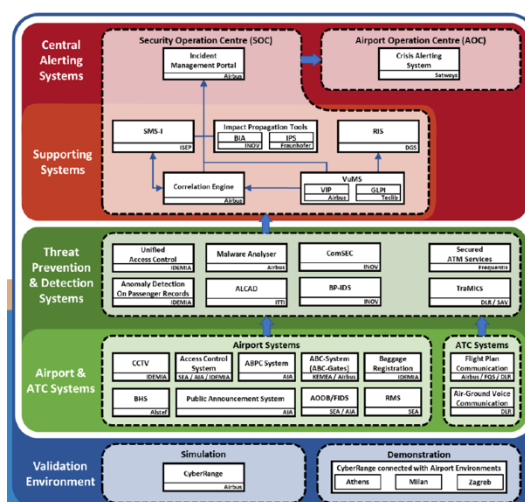 Central
Alerting
Systems
Security Operation Centre (SOC)
Incident
Management Portal
Airbus
Airport Operation Centre (AOC)
Crisis Alerting
System
Satways
Supporting
Systems
SMS-I
ISEP
Impact Propagation Tools
BIA
INOV
IPS
Fraunhofer
RIS
DGS
Correlation Engine
Airbus
VuMS
VIP
Airbus
GLPI
Teclib
Threat
Prevention
& Detection
Systems
Unified
Access Control
IDEMIA
Malware Analyser
Airbus
ComSEC
INOV
Secured
ATM Services
Frequentis
Anomaly Detection
On Passenger Records
IDEMIA
ALCAD
ITTI
BP-IDS
INOV
TraMICS
DLR / SAV
Airport &
ATC Systems
Airport Systems
CCTV
IDEMIA
Access Control
System
SEA / AIA / IDEMIA
ABPC System
AIA
ABC-System
(ABC-Gates)
KEMEA / Airbus
Baggage
Registration
IDEMIA
BHS
Alstef
Public Announcement System
AIA
AODB/FIDS
SEA / AIA
RMS
SEA
ATC Systems
Flight Plan
Communication
Airbus / FQS / DLR
Air-Ground Voice
Communication
DLR
Validation
Environment
Simulation
CyberRange
Airbus
Demonstration
CyberRange connected with Airport Environments
Athens
Milan
Zagreb